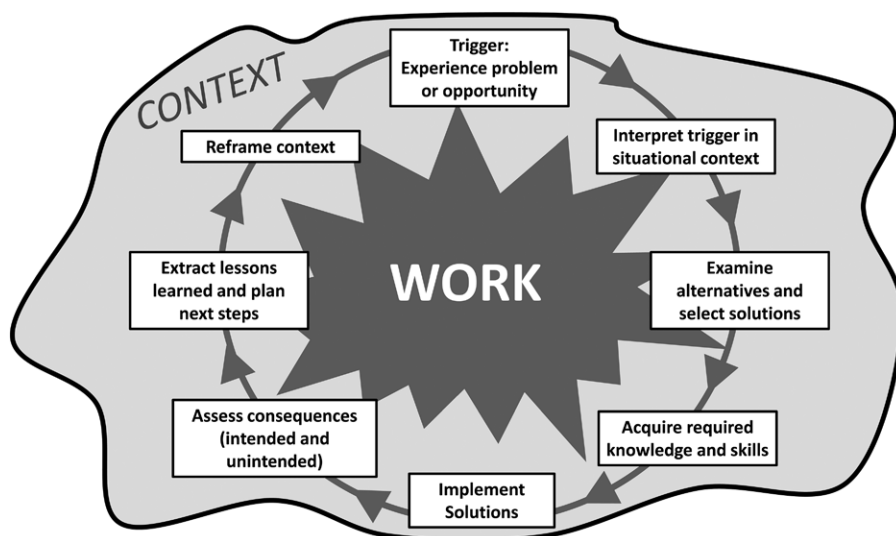 CONTEXT
Trigger:
Experience problem
or opportunity
Interpret trigger in
situational context
Examine
alternatives and
select solutions
Acquire required
knowledge and skills
Implement
Solutions
Assess consequences
(intended and
unintended)
Extract lessons
learned and plan
next steps
Reframe context
WORK